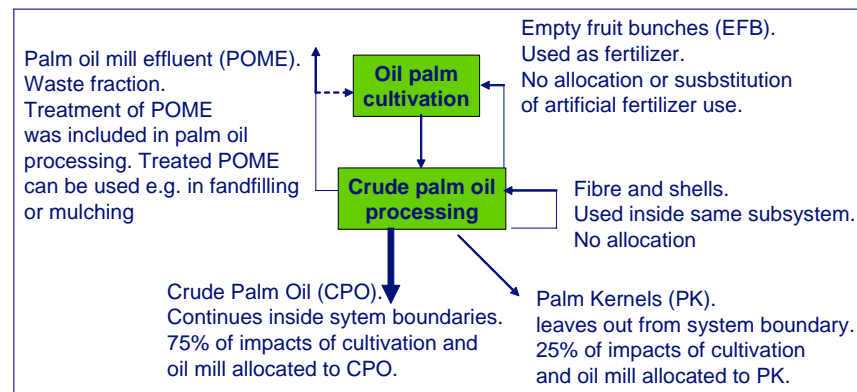 Palm oil mill effluent (POME).
Waste fraction.
Treatment of POME
was included in palm oil
processing. Treated POME
can be used e.g. in fandfilling
or mulching
Oil palm
cultivation
Empty fruit bunches (EFB).
Used as fertilizer.
No allocation or susbstitution
of artificial fertilizer use.
Crude palm oil
processing
Fibre and shells.
Used inside same subsystem.
No allocation
Crude Palm Oil (CPO).
Continues inside sytem boundaries.
75% of impacts of cultivation and
oil mill allocated to CPO.
Palm Kernels (PK).
leaves out from system boundary.
25% of impacts of cultivation
and oil mill allocated to PK.